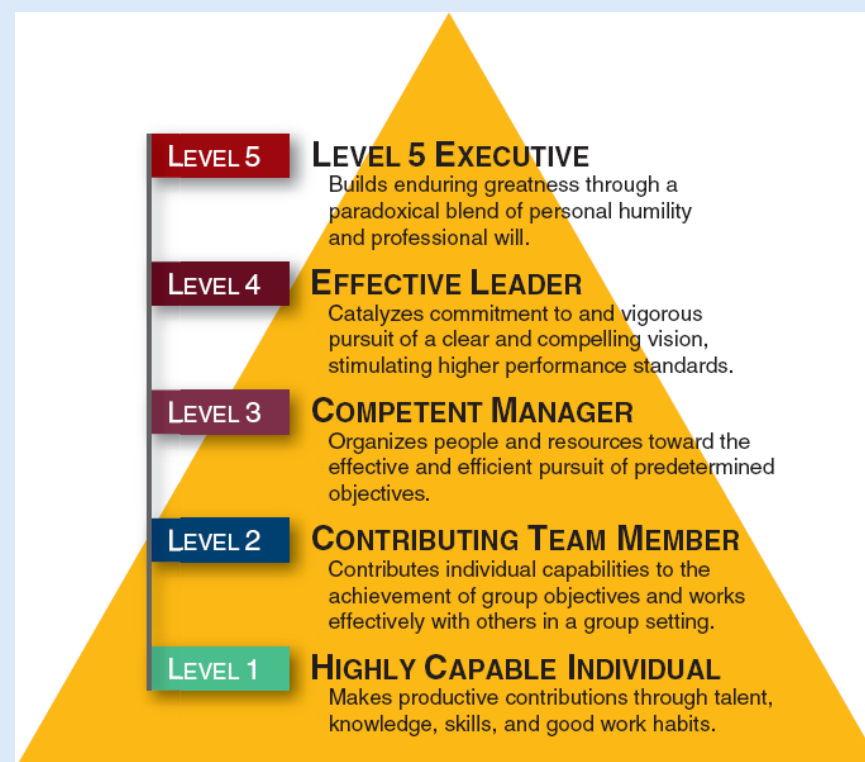 LEVEL 5
LEVEL 5 EXECUTIVE
Builds enduring greatness through a
paradoxical blend of personal humility
and professional will.
LEVEL 4
EFFECTIVE LEADER
Catalyzes commitment to and vigorous
pursuit of a clear and compelling vision,
stimulating higher performance standards.
LEVEL 3
COMPETENT MANAGER
Organizes people and resources toward the
effective and efficient pursuit of predetermined
objectives.
LEVEL 2
CONTRIBUTING TEAM MEMBER
Contributes individual capabilities to the
achievement of group objectives and works
effectively with others in a group setting.
LEVEL 1
HIGHLY CAPABLE INDIVIDUAL
Makes productive contributions through talent,
knowledge, skills, and good work habits.